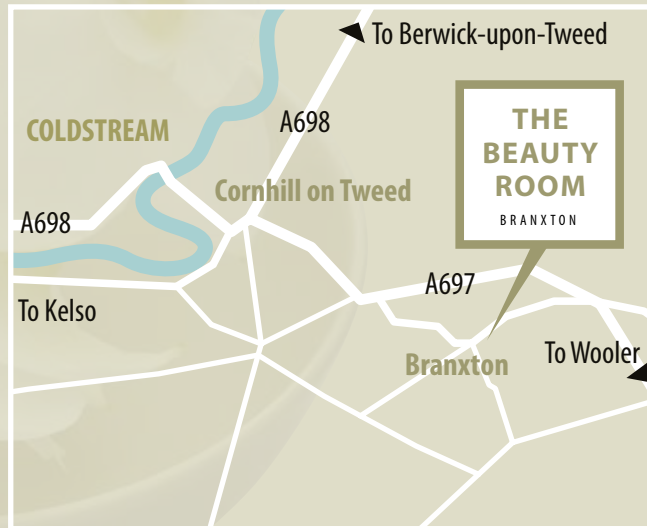 To Berwick-upon-Tweed
COLDSTREAM
A698
THE
BEAUTY
ROOM
BRANXTON
Cornhill on Tweed
A698
A697
To Kelso
Branxton
To Wooler